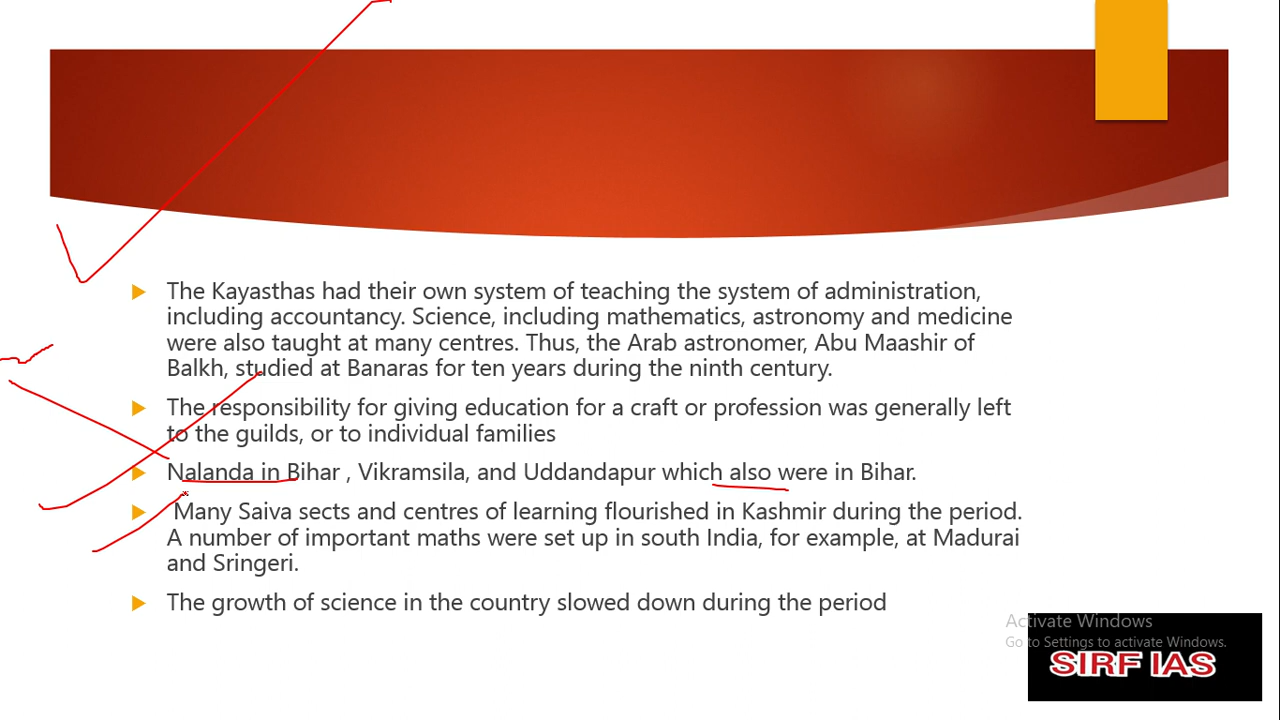 The Kayasthas had their own system of teaching the system of administration,
including accountancy. Science, including mathematics, astronomy and medicine
were also taught at many centres. Thus, the Arab astronomer, Abu Maashir of
Balkh, studied at Banaras for ten years during the ninth century.
The responsibility for giving education for a craft or profession was generally left
to the guilds, or to individual families
Nalanda in Bihar , Vikramsila, and Uddandapur which also were in Bihar.
Many Saiva sects and centres of learning flourished in Kashmir during the period.
A number of important maths were set up in south India, for example, at Madurai
and Sringeri.
The growth of science in the country slowed down during the period
Activate Windows
Go to Settings to activate Windows.
SIRF IAS